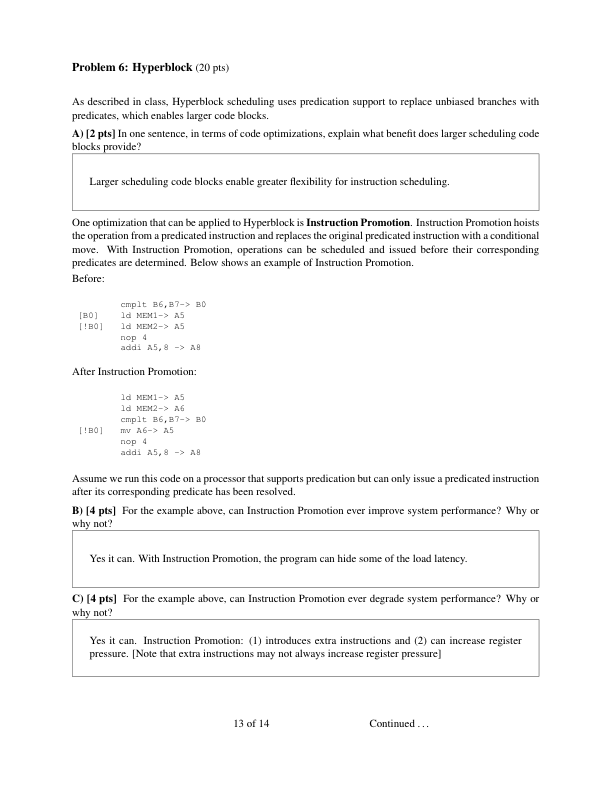 Problem 6: Hyperblock (20 pts)
As described in class, Hyperblock scheduling uses predication support to replace unbiased branches with
predicates, which enables larger code blocks.
A) [2 pts] In one sentence, in terms of code optimizations, explain what benefit does larger scheduling code
blocks provide?
Larger scheduling code blocks enable greater flexibility for instruction scheduling.
One optimization that can be applied to Hyperblock is Instruction Promotion. Instruction Promotion hoists
the operation from a predicated instruction and replaces the original predicated instruction with a conditional
move. With Instruction Promotion, operations can be scheduled and issued before their corresponding
predicates are determined. Below shows an example of Instruction Promotion.
Before:
cmplt B6,B7-> B0
[B0] ld MEM1-> A5
[!B0] ld MEM2-> A5
nop 4
addi A5,8 -> A8
After Instruction Promotion:
ld MEM1-> A5
ld MEM2-> A6
cmplt B6,B7-> B0
[!B0] mv A6-> A5
nop 4
addi A5,8 -> A8
Assume we run this code on a processor that supports predication but can only issue a predicated instruction
after its corresponding predicate has been resolved.
B) [4 pts] For the example above, can Instruction Promotion ever improve system performance? Why or
why not?
Yes it can. With Instruction Promotion, the program can hide some of the load latency.
C) [4 pts] For the example above, can Instruction Promotion ever degrade system performance? Why or
why not?
Yes it can. Instruction Promotion: (1) introduces extra instructions and (2) can increase register
pressure. [Note that extra instructions may not always increase register pressure]
13 of 14 Continued . . .